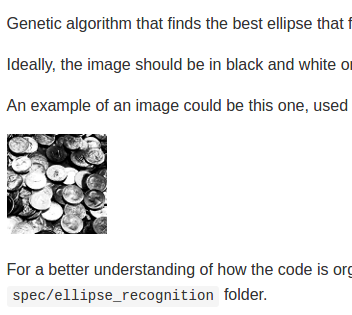 Genetic algorithm that finds the best ellipse that
Ideally, the image should be in black and white
An example of an image could be this one, used
For a better understanding of how the code is
spec/ellipse_recognition folder.